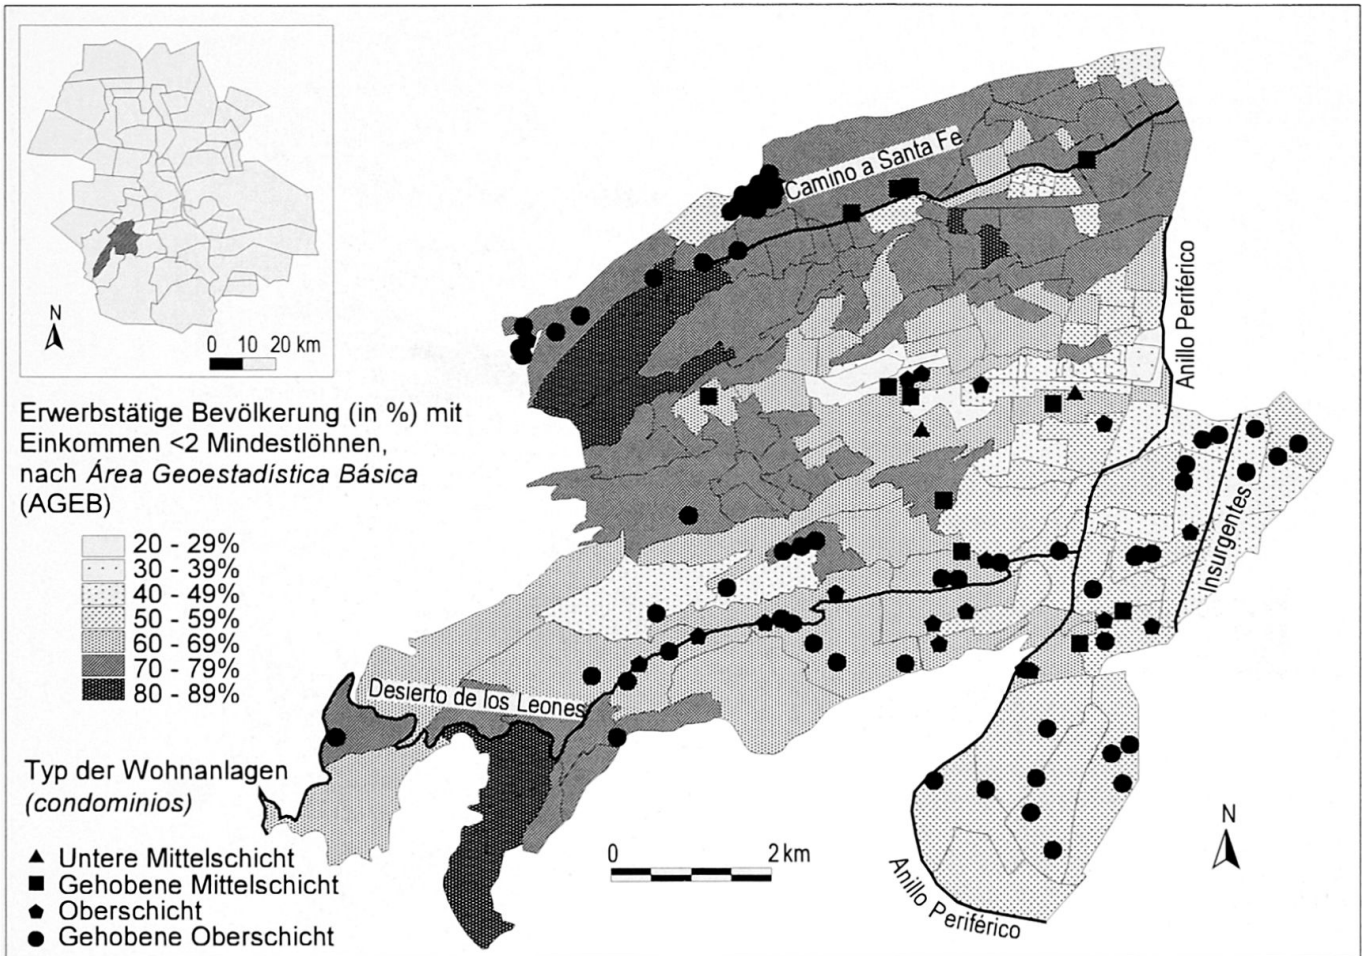 N
0 10 20 km
Erwerbstätige Bevölkerung (in %) mit
Einkommen <2 Mindestlöhnen,
nach Área Geoestadística Básica
(AGEB)
20 - 29%
30 - 39%
40 - 49%
50 - 59%
60 - 69%
70 - 79%
80 - 89%
Typ der Wohnanlagen
(condominios)
Untere Mittelschicht
Gehobene Mittelschicht
Oberschicht
Gehobene Oberschicht
Camino a Santa Fe
Anillo Periférico
Insurgentes
Desierto de los Leones
Anillo Periférico
0 2 km
N